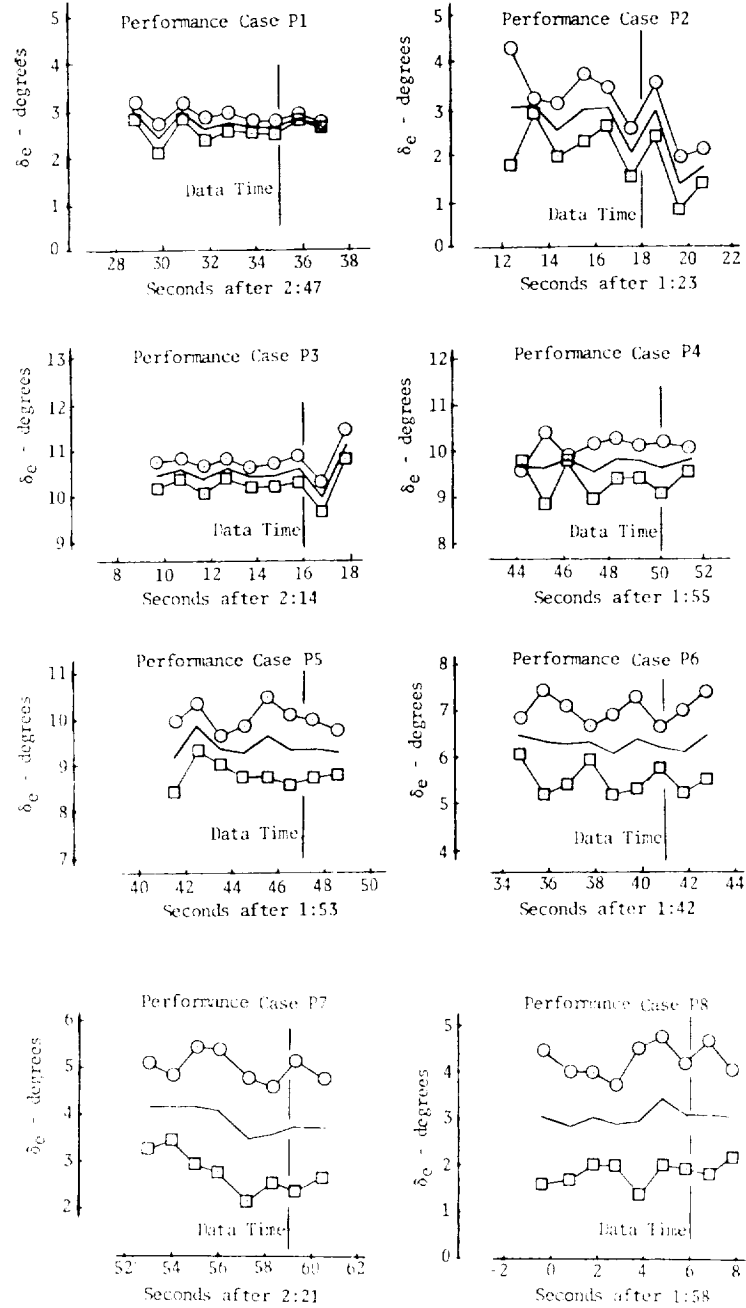 Performance Case P1
5
4
3
2
1
0
δe - degrees
Data Time
28 30 32 34 36 38
Seconds after 2:47
Performance Case P2
5
4
3
2
1
0
δe - degrees
Data Time
12 14 16 18 20 22
Seconds after 1:23
Performance Case P3
13
12
11
10
9
δe - degrees
Data Time
8 10 12 14 16 18
Seconds after 2:14
Performance Case P4
12
11
10
9
8
δe - degrees
Data Time
44 46 48 50 52
Seconds after 1:55
Performance Case P5
11
10
9
8
7
δe - degrees
Data Time
40 42 44 46 48 50
Seconds after 1:53
Performance Case P6
8
7
6
5
4
δe - degrees
Data Time
34 36 38 40 42 44
Seconds after 1:42
Performance Case P7
6
5
4
3
2
δe - degrees
Data Time
52 54 56 58 60 62
Seconds after 2:21
Performance Case P8
5
4
3
2
1
0
δe - degrees
Data Time
-2 0 2 4 6 8
Seconds after 1:58